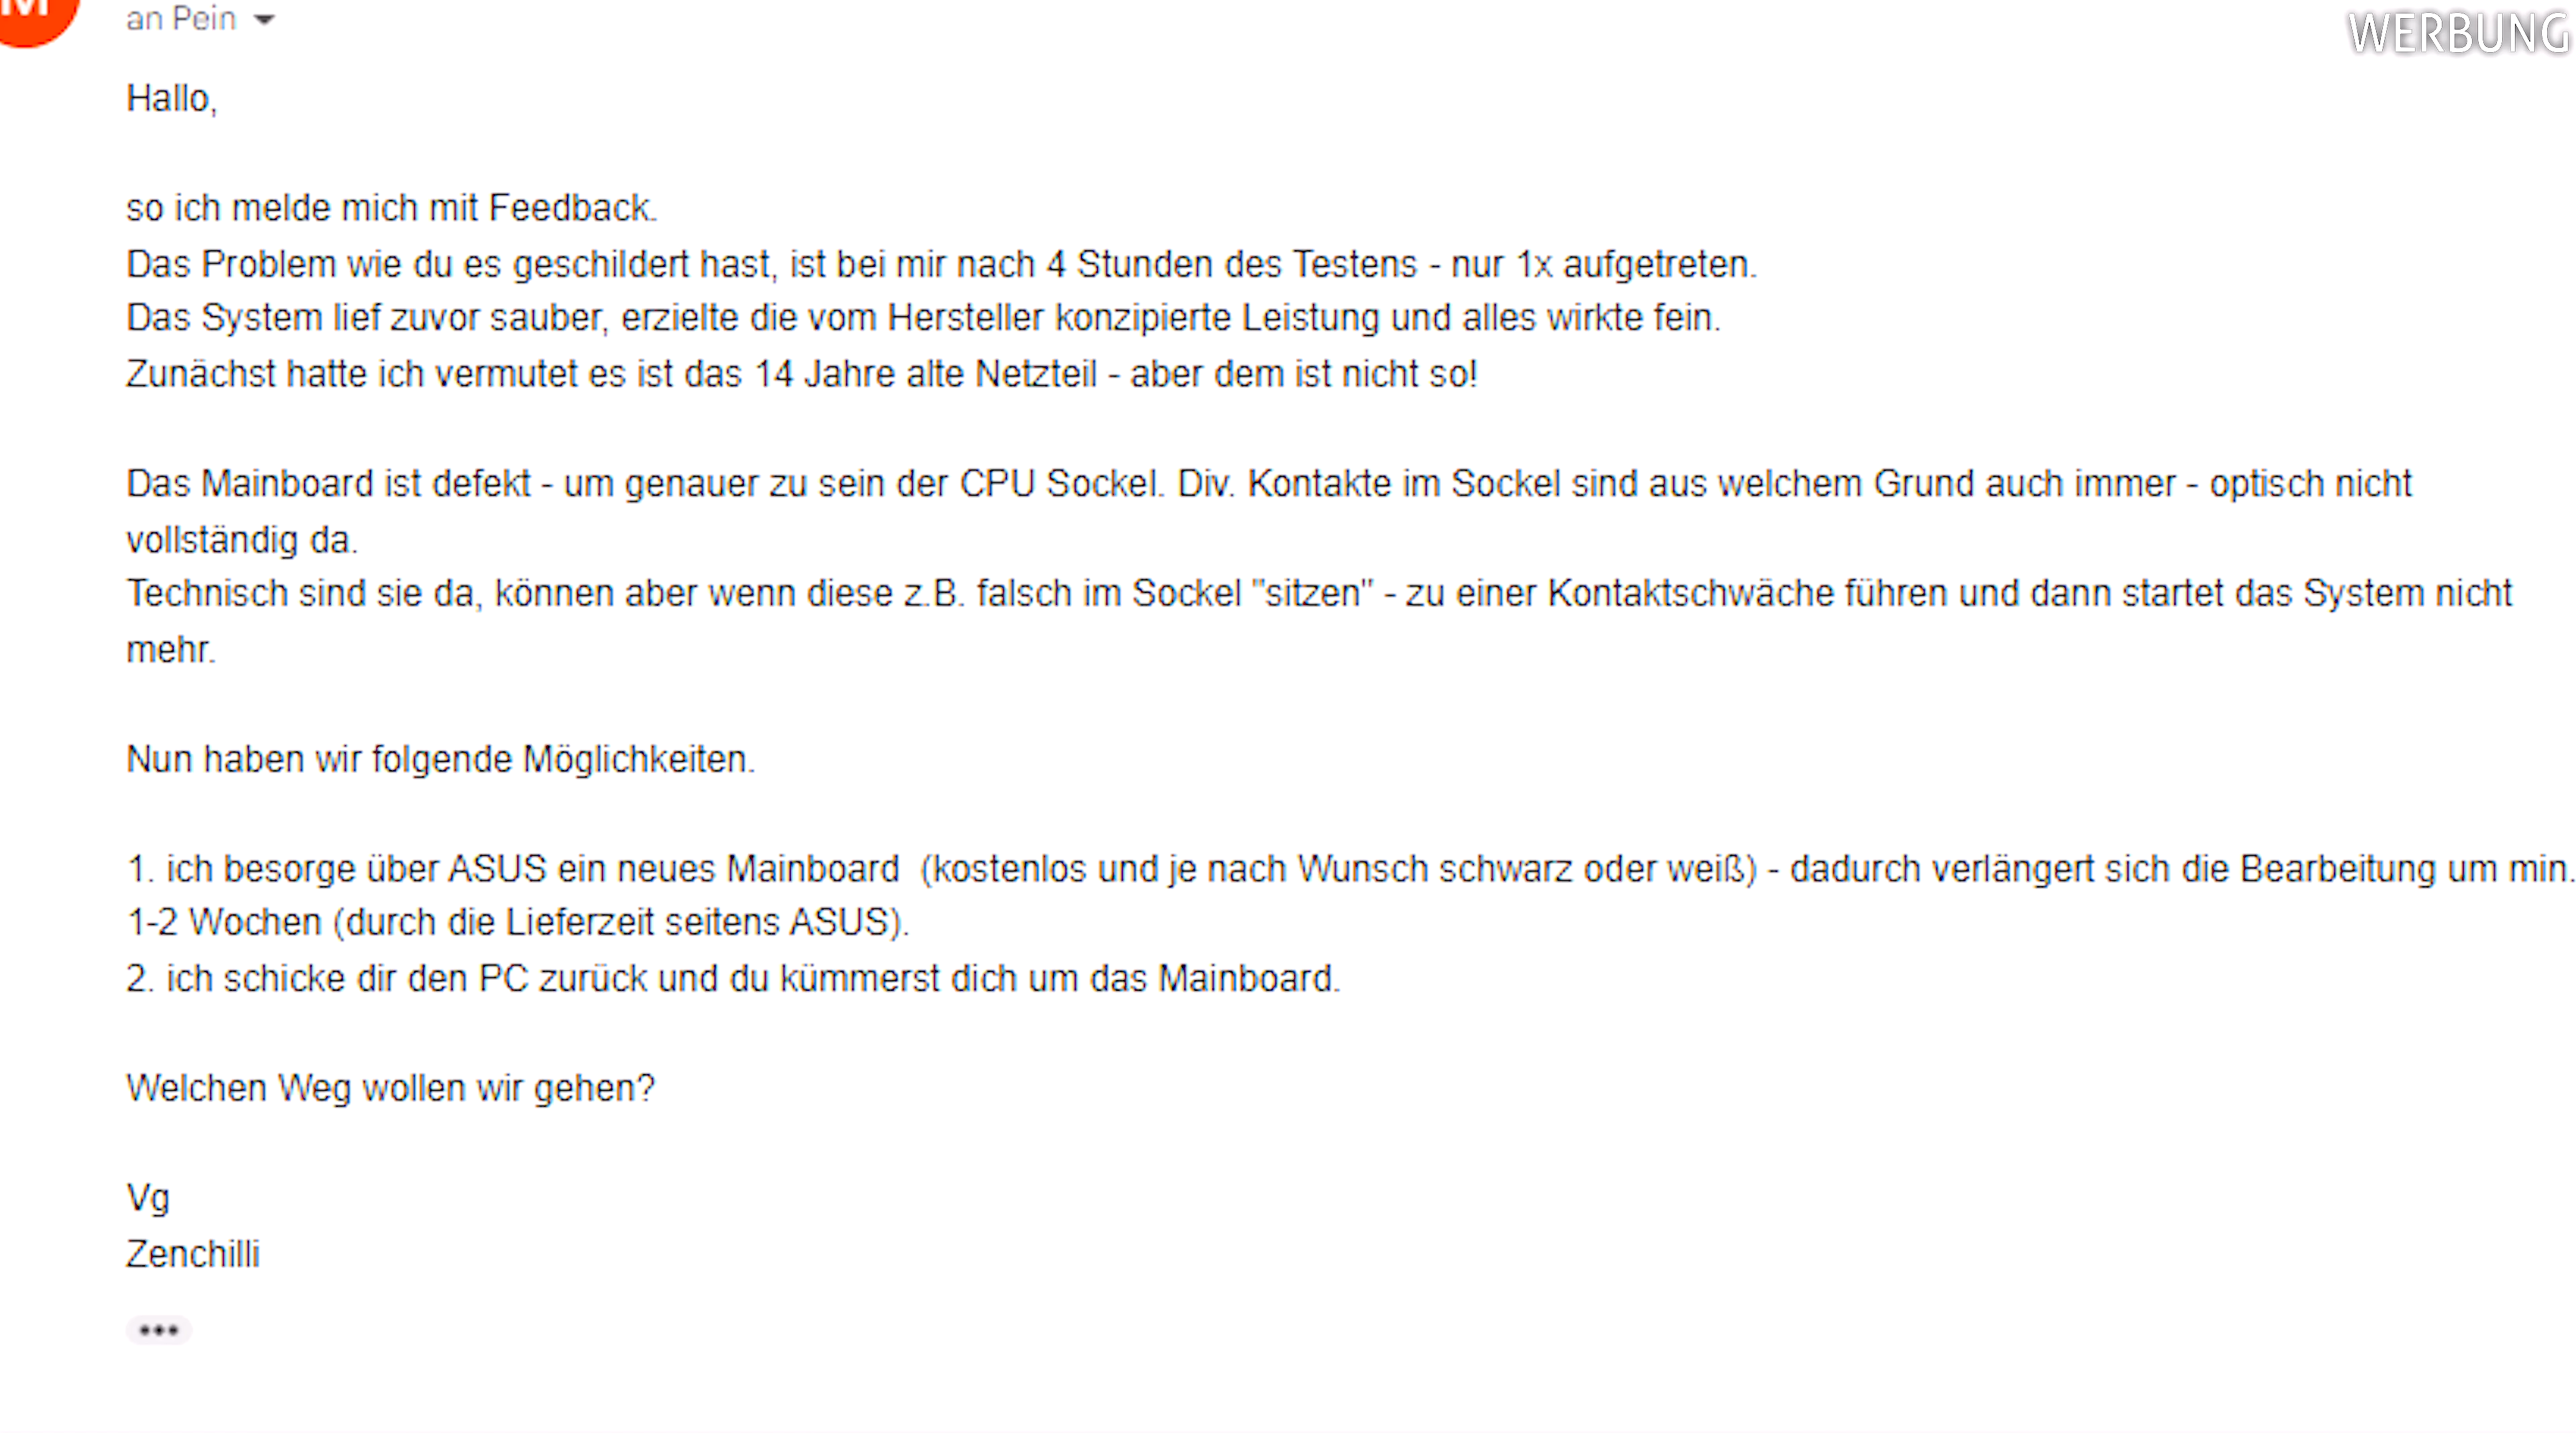 an Pein
WERBUNG
Hallo,
so ich melde mich mit Feedback.
Das Problem wie du es geschildert hast, ist bei mir nach 4 Stunden des Testens - nur 1x aufgetreten.
Das System lief zuvor sauber, erzielte die vom Hersteller konzipierte Leistung und alles wirkte fein.
Zunächst hatte ich vermutet es ist das 14 Jahre alte Netzteil - aber dem ist nicht so!
Das Mainboard ist defekt - um genauer zu sein der CPU Sockel. Div. Kontakte im Sockel sind aus welchem Grund auch immer - optisch nicht
vollständig da.
Technisch sind sie da, können aber wenn diese z.B. falsch im Sockel "sitzen" - zu einer Kontaktschwäche führen und dann startet das System nicht
mehr.
Nun haben wir folgende Möglichkeiten.
1. ich besorge über ASUS ein neues Mainboard  (kostenlos und je nach Wunsch schwarz oder weiß) - dadurch verlängert sich die Bearbeitung um min.
1-2 Wochen (durch die Lieferzeit seitens ASUS).
2. ich schicke dir den PC zurück und du kümmerst dich um das Mainboard.
Welchen Weg wollen wir gehen?
Vg
Zenchilli